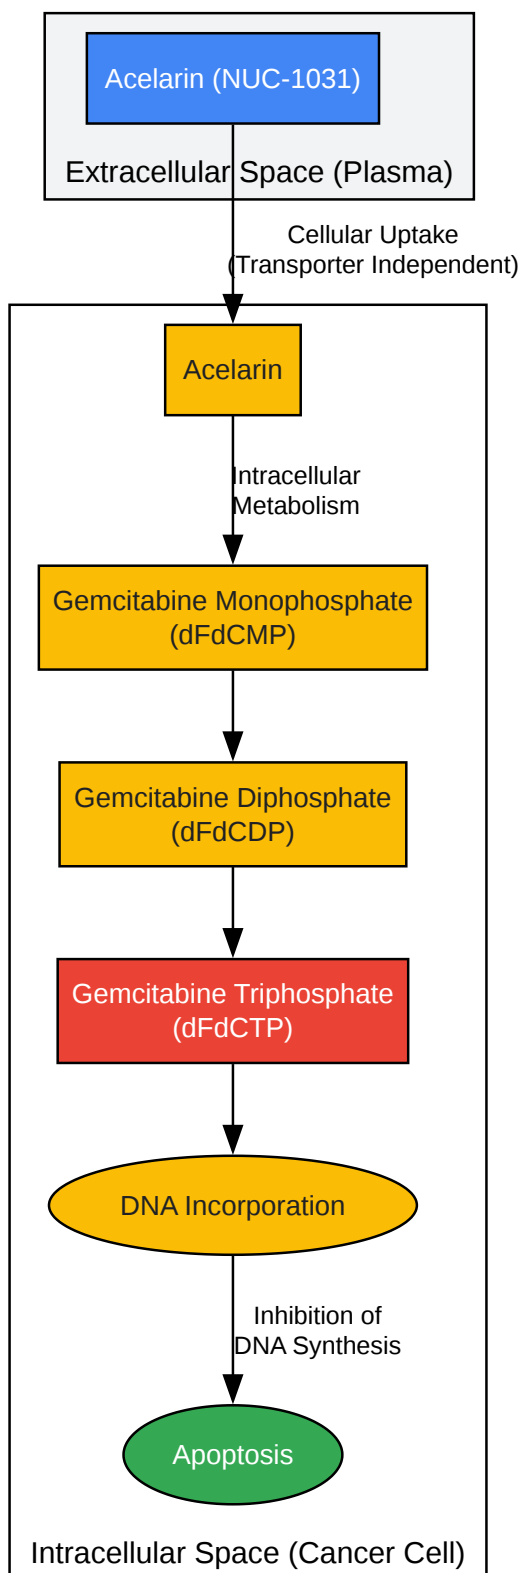 Acelarin (NUC-1031)
Extracellular Space (Plasma)
Cellular Uptake
(Transporter Independent)
Acelarin
Intracellular
Metabolism
Gemcitabine Monophosphate
(dFdCMP)
Gemcitabine Diphosphate
(dFdCDP)
Gemcitabine Triphosphate
(dFdCTP)
DNA Incorporation
Inhibition of
DNA Synthesis
Apoptosis
Intracellular Space (Cancer Cell)